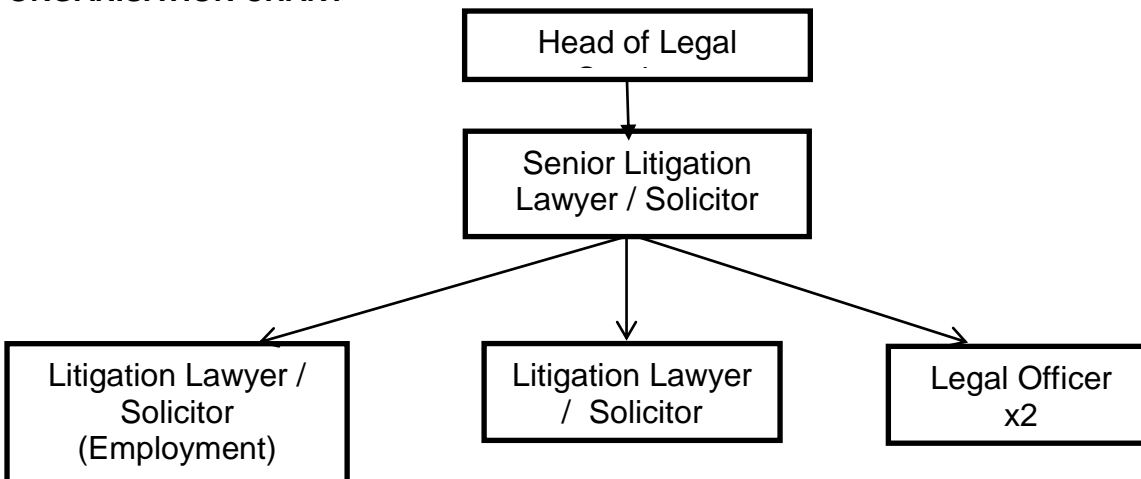 Head of Legal
Senior Litigation
Lawyer / Solicitor
Litigation Lawyer /
Solicitor
(Employment)
Litigation Lawyer
/ Solicitor
Legal Officer
x2